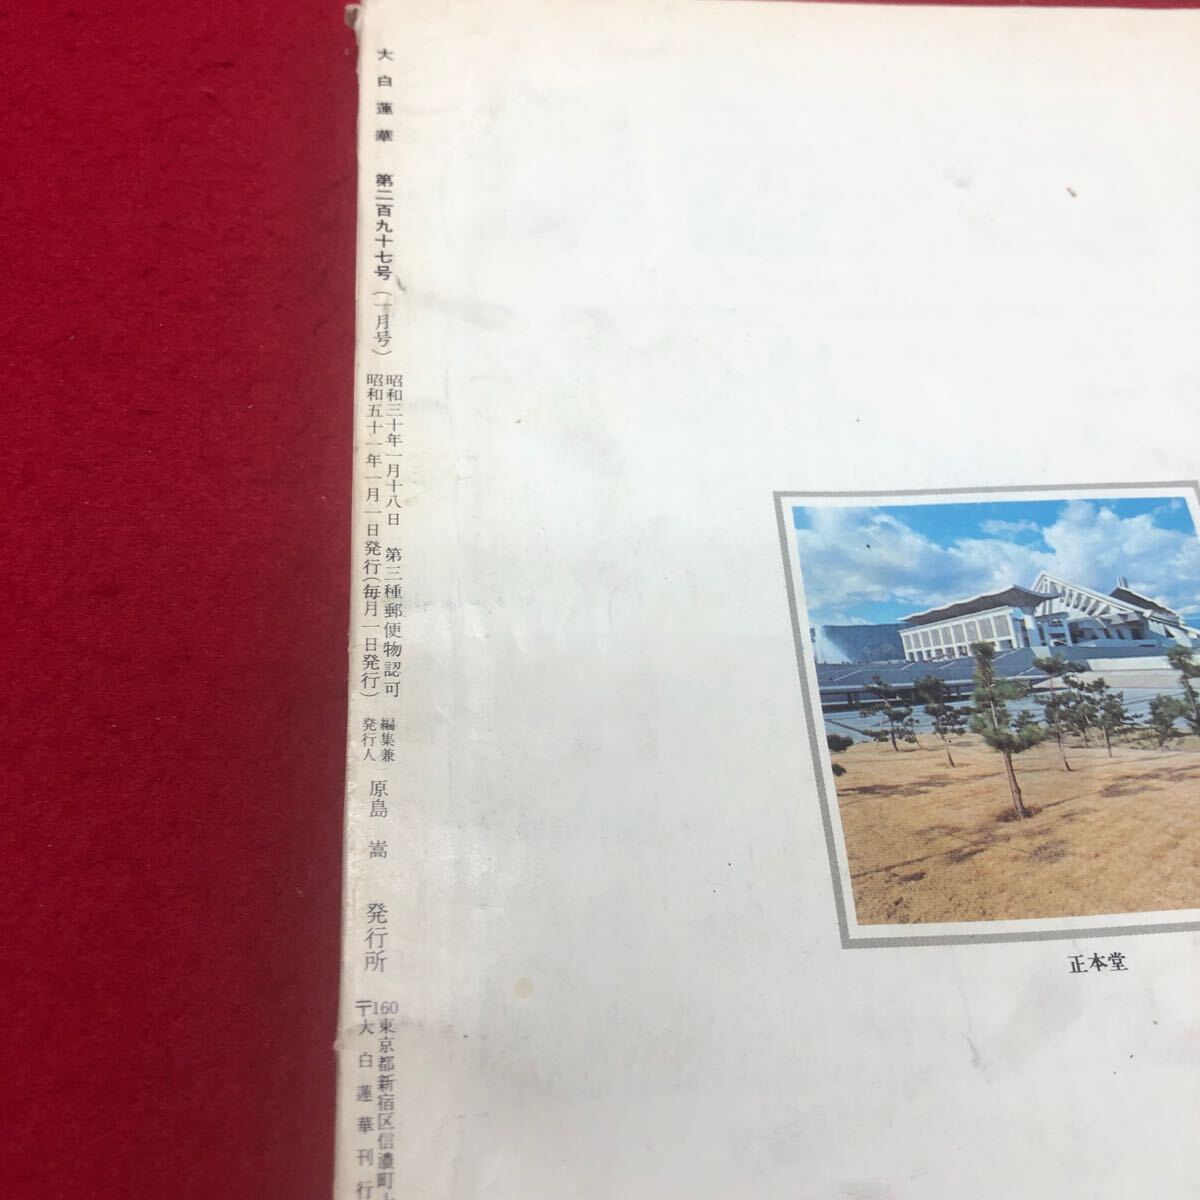 大白蓮華 第二百九十七号(一月号)
昭和三十年一月十八日 第三種郵便物認可
昭和五十一年一月一日発行(毎月一日発行)
編集兼
発行人
原島 嵩
発行所
〒160東京都新宿区信濃町
大白蓮華刊行
正本堂